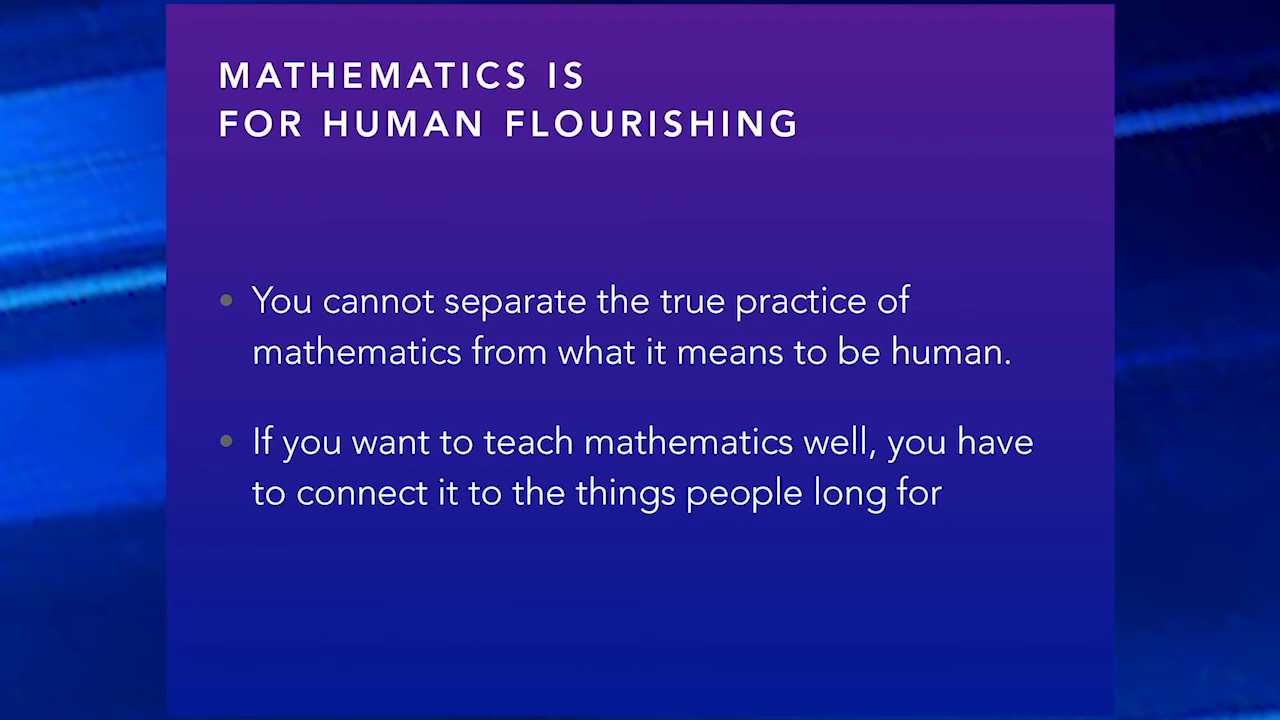 MATHEMATICS IS
FOR HUMAN FLOURISHING
• You cannot separate the true practice of
mathematics from what it means to be human.
• If you want to teach mathematics well, you have
to connect it to the things people long for